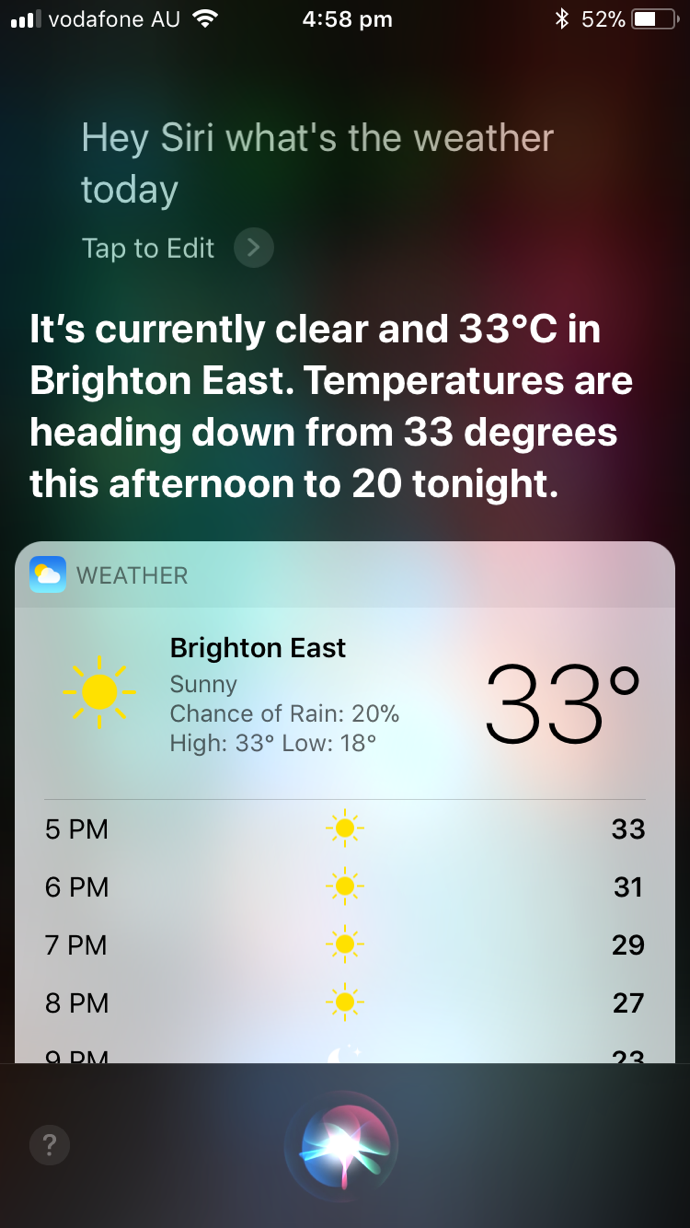 vodafone AU 4:58 pm 52%
Hey Siri what's the weather
today
Tap to Edit
It's currently clear and 33°C in
Brighton East. Temperatures are
heading down from 33 degrees
this afternoon to 20 tonight.
WEATHER
Brighton East
Sunny
Chance of Rain: 20%
High: 33° Low: 18°
33°
5 PM 33
6 PM 31
7 PM 29
8 PM 27
9 PM 23
?